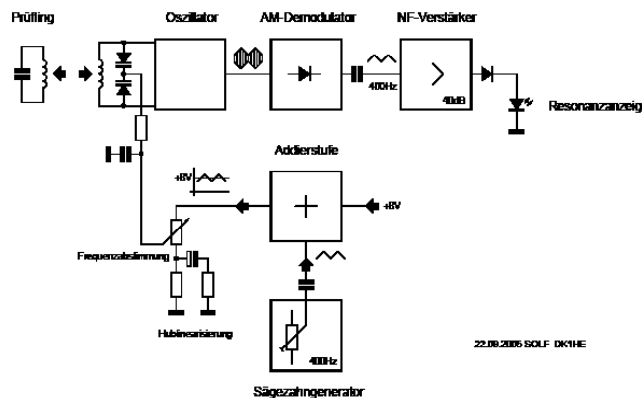 Prüfling
Oszillator
AM-Demodulator
NF-Verstärker
400Hz
40dB
Resonanzanzeig
Addierstufe
+8V
+8V
Frequenzabstimmung
Hublinearisierung
400Hz
22.09.2005 SOLF DK1HE
Sägezahngenerator